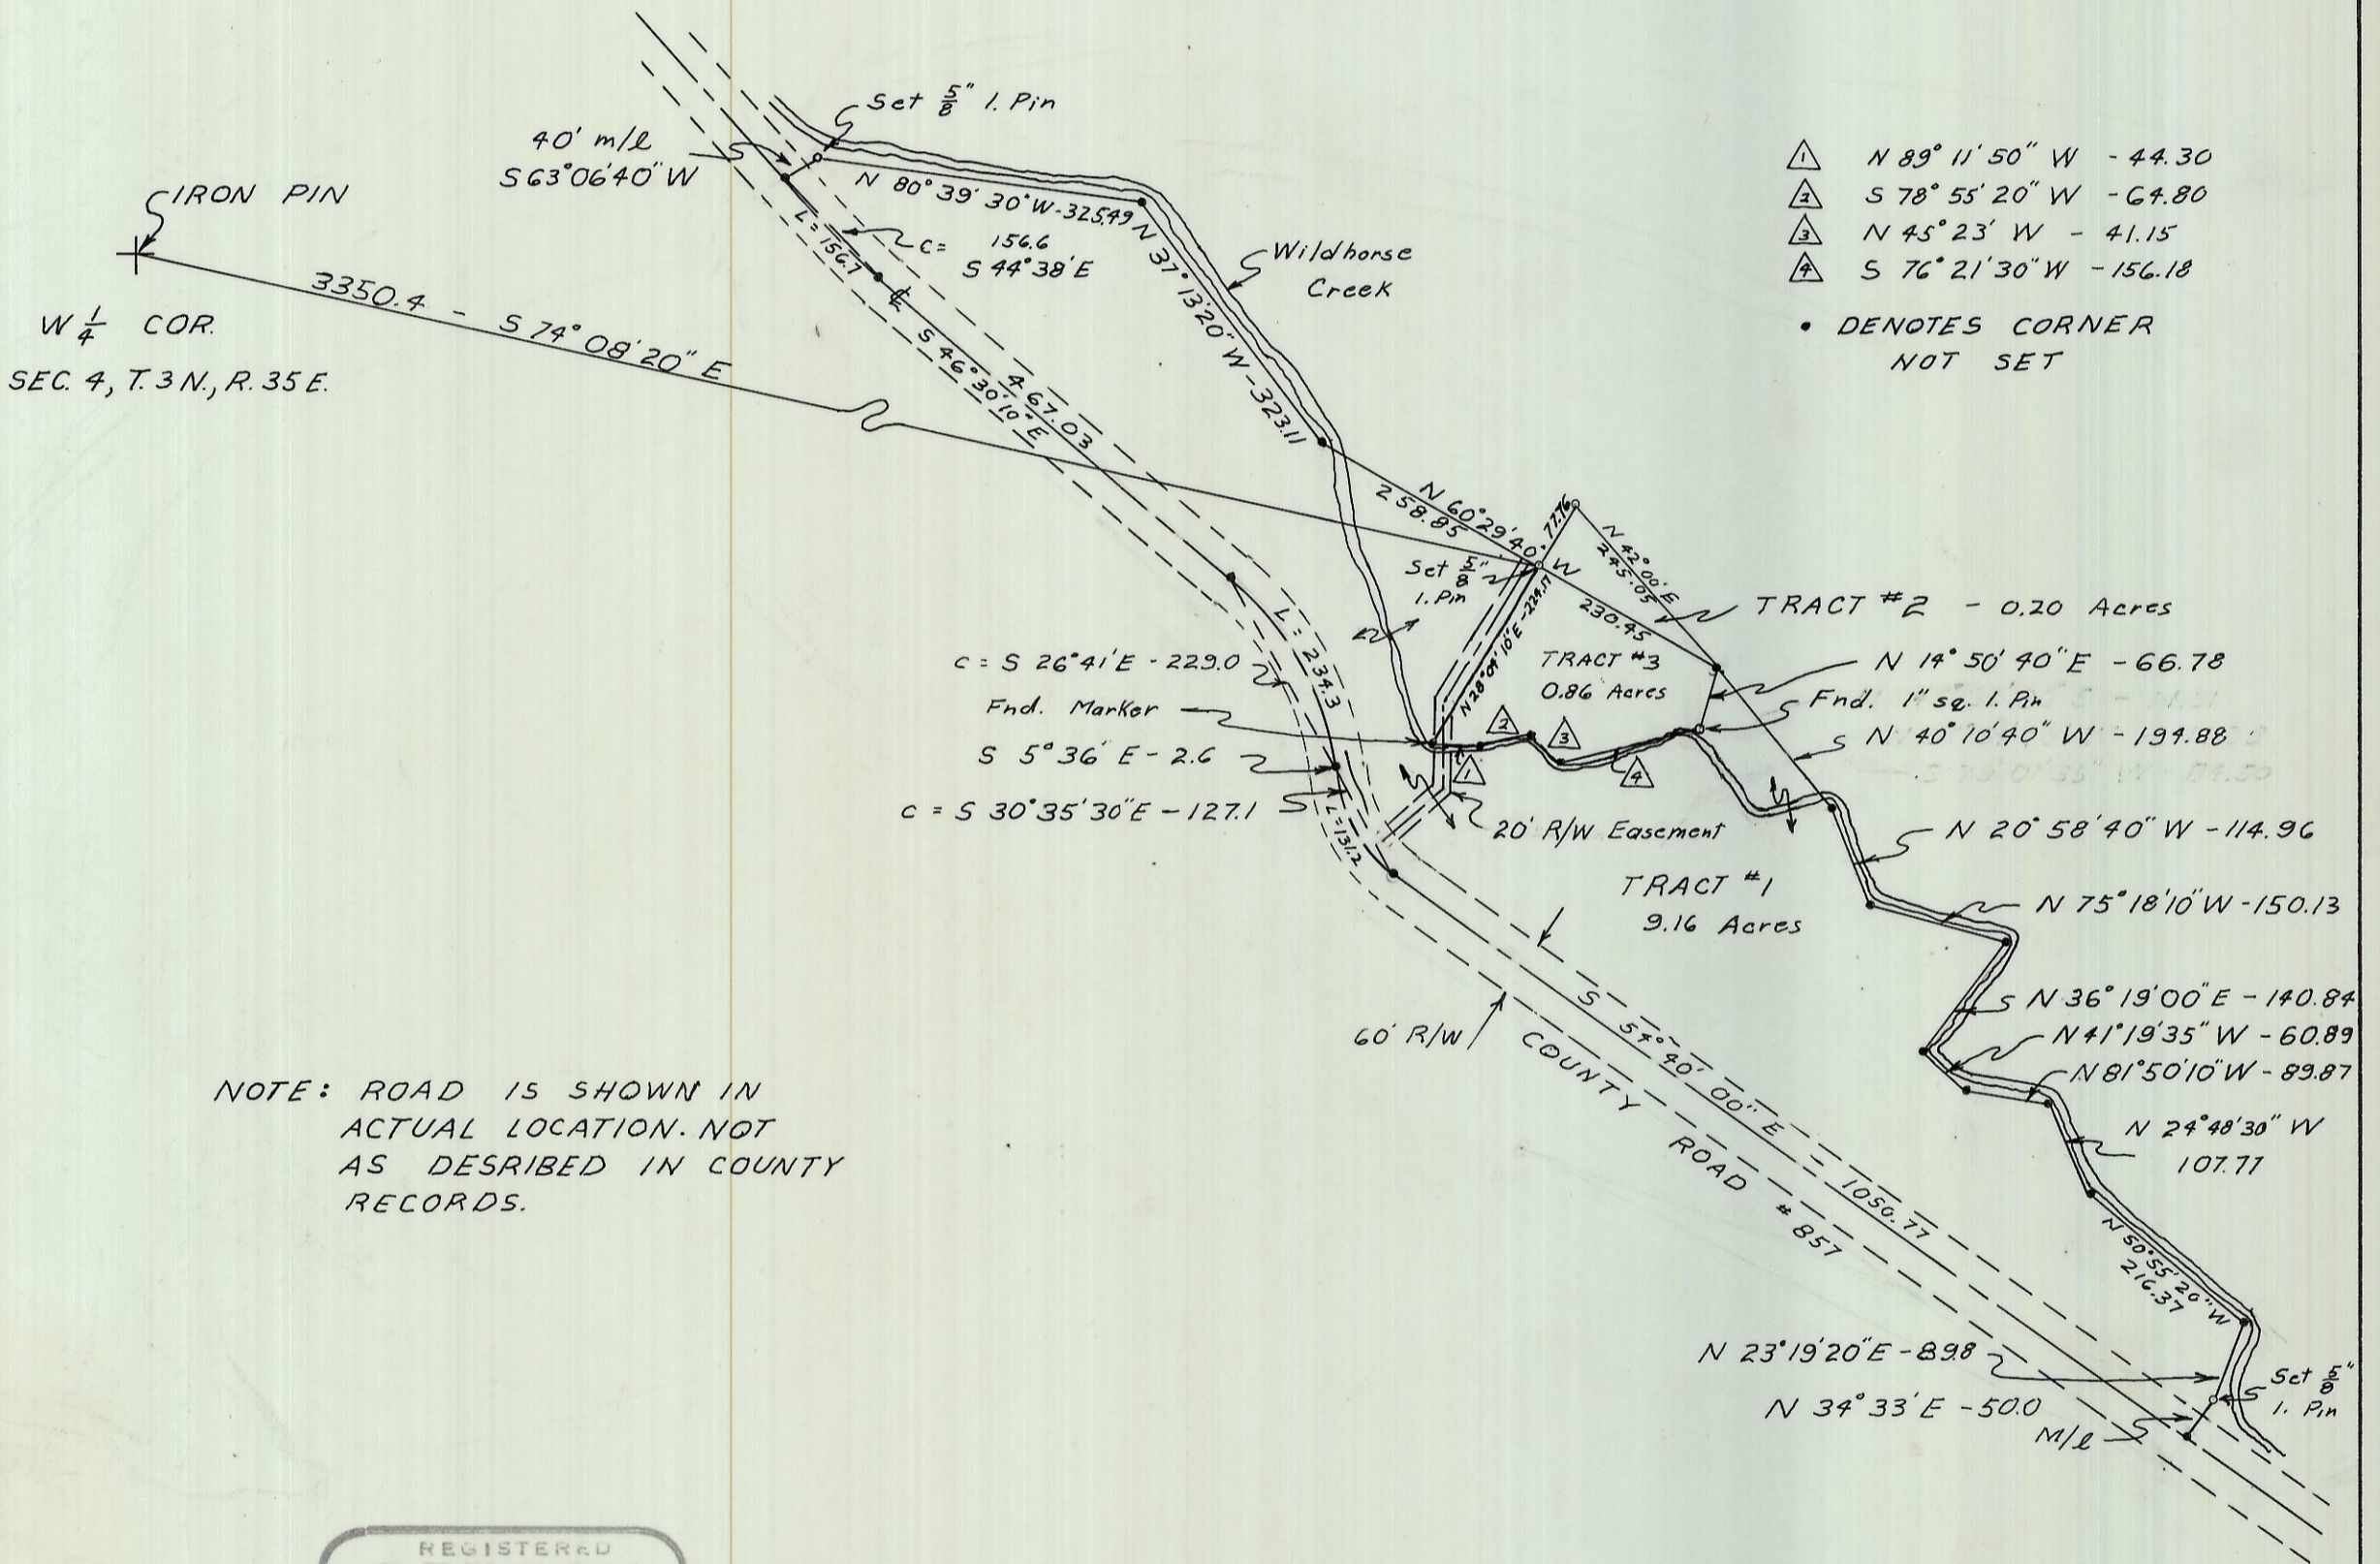 Set 5/8" I. Pin
40' m/l
S 63°06'40" W
IRON PIN
W 1/4 COR.
SEC. 4, T. 3 N., R. 35 E.
3350.4 - S 74° 08' 20" E
N 80° 39' 30" W - 325.49
L = 156.7
C = 156.6
S 44° 38' E
℄
S 46° 30' 10" E
467.03
N 37° 13' 20" W - 323.11
Wildhorse
Creek
△1 N 89° 11' 50" W - 44.30
△2 S 78° 55' 20" W - 64.80
△3 N 45° 23' W - 41.15
△4 S 76° 21' 30" W - 156.18
• DENOTES CORNER
NOT SET
N 60° 29' 40" W
258.85
77.76
N 42° 00' E
245.05
Set 5/8"
I. Pin
N 28° 04' 10" E - 224.17
230.45
TRACT #2 - 0.20 Acres
TRACT #3
0.86 Acres
N 14° 50' 40" E - 66.78
Fnd. 1" sq. I. Pin
N 40° 10' 40" W - 194.88
C = S 26° 41' E - 229.0
L = 234.3
Fnd. Marker
S 5° 36' E - 2.6
C = S 30° 35' 30" E - 127.1
L = 131.2
2
3
1
4
20' R/W Easement
N 20° 58' 40" W - 114.96
TRACT #1
9.16 Acres
N 75° 18' 10" W - 150.13
N 36° 19' 00" E - 140.84
N 41° 19' 35" W - 60.89
N 81° 50' 10" W - 89.87
N 24° 48' 30" W
107.77
60' R/W
S 54° 40' 00" E - 1050.77
COUNTY ROAD #857
N 50° 55' 20" W
216.37
N 23° 19' 20" E - 89.8
N 34° 33' E - 50.0
M/l
Set 5/8"
I. Pin
NOTE: ROAD IS SHOWN IN
ACTUAL LOCATION. NOT
AS DESRIBED IN COUNTY
RECORDS.
REGISTERED